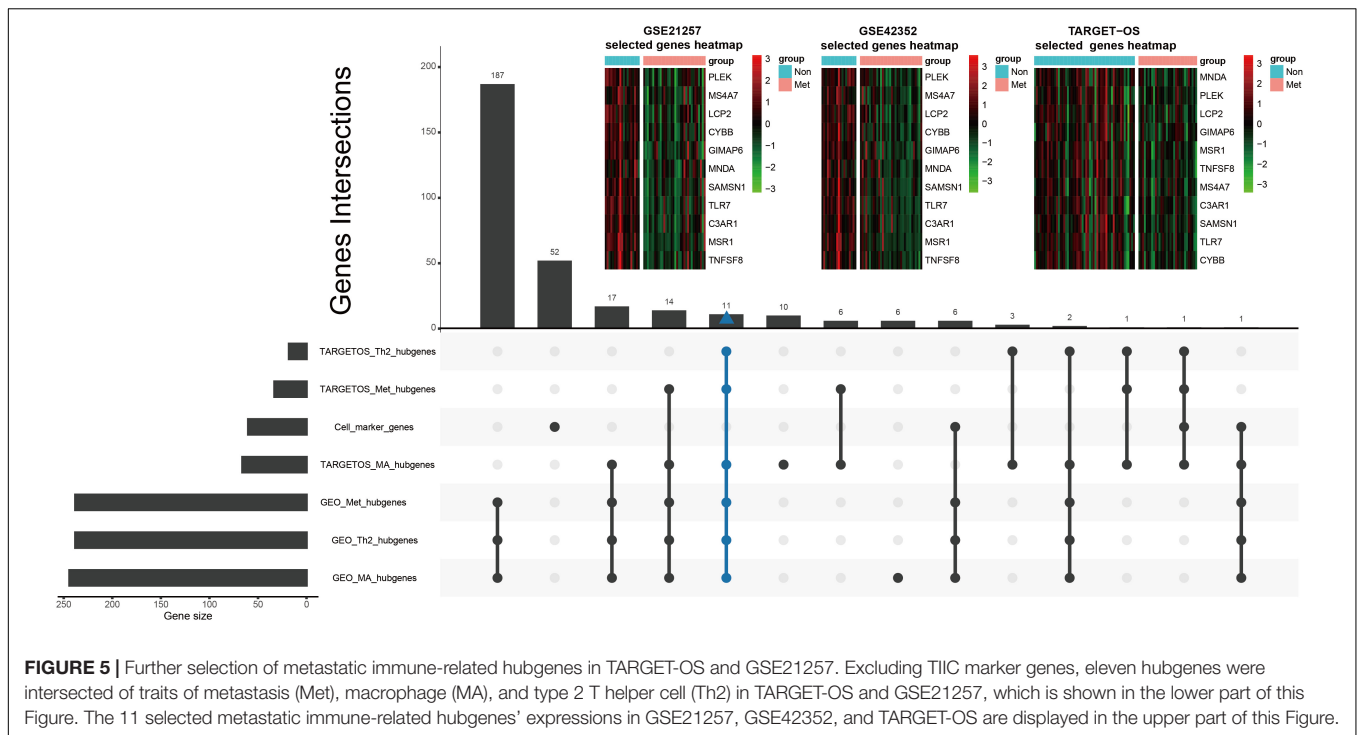 GSE21257
selected genes heatmap
group
PLEK
MS4A7
LCP2
CYBB
GIMAP6
MNDA
SAMSN1
TLR7
C3AR1
MSR1
TNFSF8
3
2
1
0
−1
−2
−3
group
Non
Met
GSE42352
selected genes heatmap
group
PLEK
MS4A7
LCP2
CYBB
GIMAP6
MNDA
SAMSN1
TLR7
C3AR1
MSR1
TNFSF8
3
2
1
0
−1
−2
−3
group
Non
Met
TARGET−OS
selected genes heatmap
group
MNDA
PLEK
LCP2
GIMAP6
MSR1
TNFSF8
MS4A7
C3AR1
SAMSN1
TLR7
CYBB
3
2
1
0
−1
−2
−3
group
Non
Met
Genes Intersections
200
150
100
50
0
187
52
17
14
11
10
6
6
6
3
2
1
1
1
TARGETOS_Th2_hubgenes
TARGETOS_Met_hubgenes
Cell_marker_genes
TARGETOS_MA_hubgenes
GEO_Met_hubgenes
GEO_Th2_hubgenes
GEO_MA_hubgenes
250 200 150 100 50 0
Gene size
FIGURE 5 | Further selection of metastatic immune-related hubgenes in TARGET-OS and GSE21257. Excluding TIIC marker genes, eleven hubgenes were
intersected of traits of metastasis (Met), macrophage (MA), and type 2 T helper cell (Th2) in TARGET-OS and GSE21257, which is shown in the lower part of this
Figure. The 11 selected metastatic immune-related hubgenes' expressions in GSE21257, GSE42352, and TARGET-OS are displayed in the upper part of this Figure.